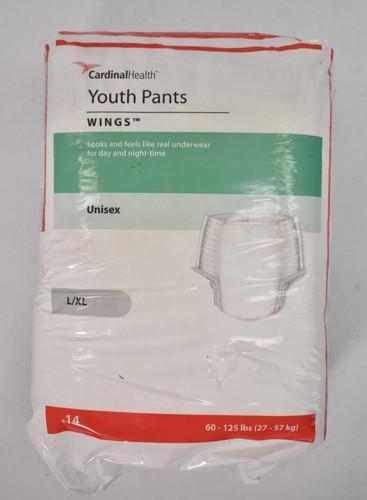 CardinalHealth™
Youth Pants
WINGS™
Looks and feels like real underwear
for day and night-time
Unisex
L/XL
14
60 - 125 lbs (27 - 57 kg)